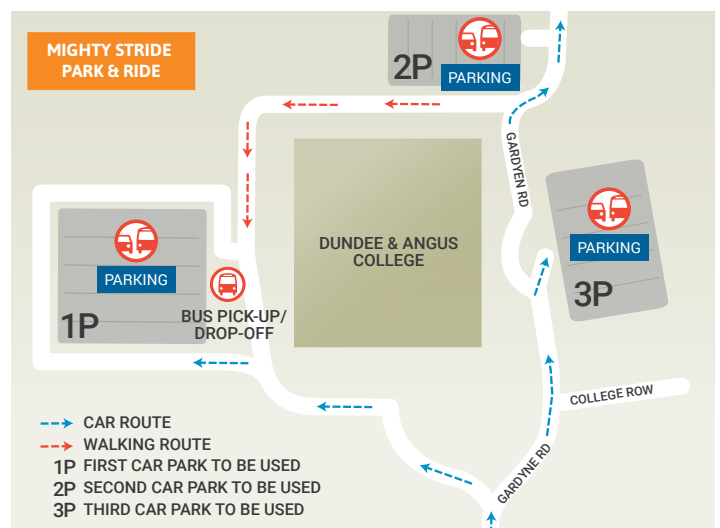 MIGHTY STRIDE
PARK & RIDE
2P
PARKING
GARDYEN RD
DUNDEE & ANGUS
COLLEGE
PARKING
3P
PARKING
1P
BUS PICK-UP/
DROP-OFF
COLLEGE ROW
GARDYNE RD
CAR ROUTE
WALKING ROUTE
1P FIRST CAR PARK TO BE USED
2P SECOND CAR PARK TO BE USED
3P THIRD CAR PARK TO BE USED